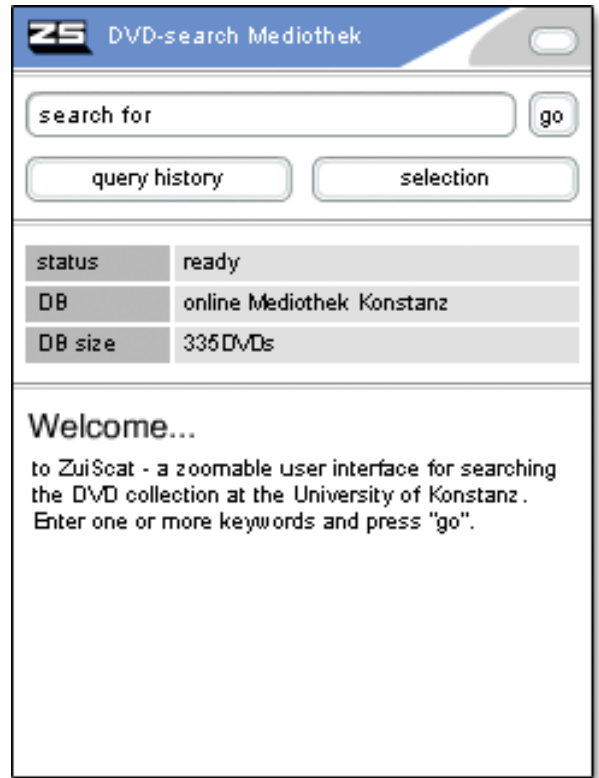 ZS DVD-search Mediothek
search for go
query history selection
status ready
DB online Mediothek Konstanz
DB size 335 DVDs
Welcome...
to ZuiScat - a zoomable user interface for searching
the DVD collection at the University of Konstanz.
Enter one or more keywords and press "go".